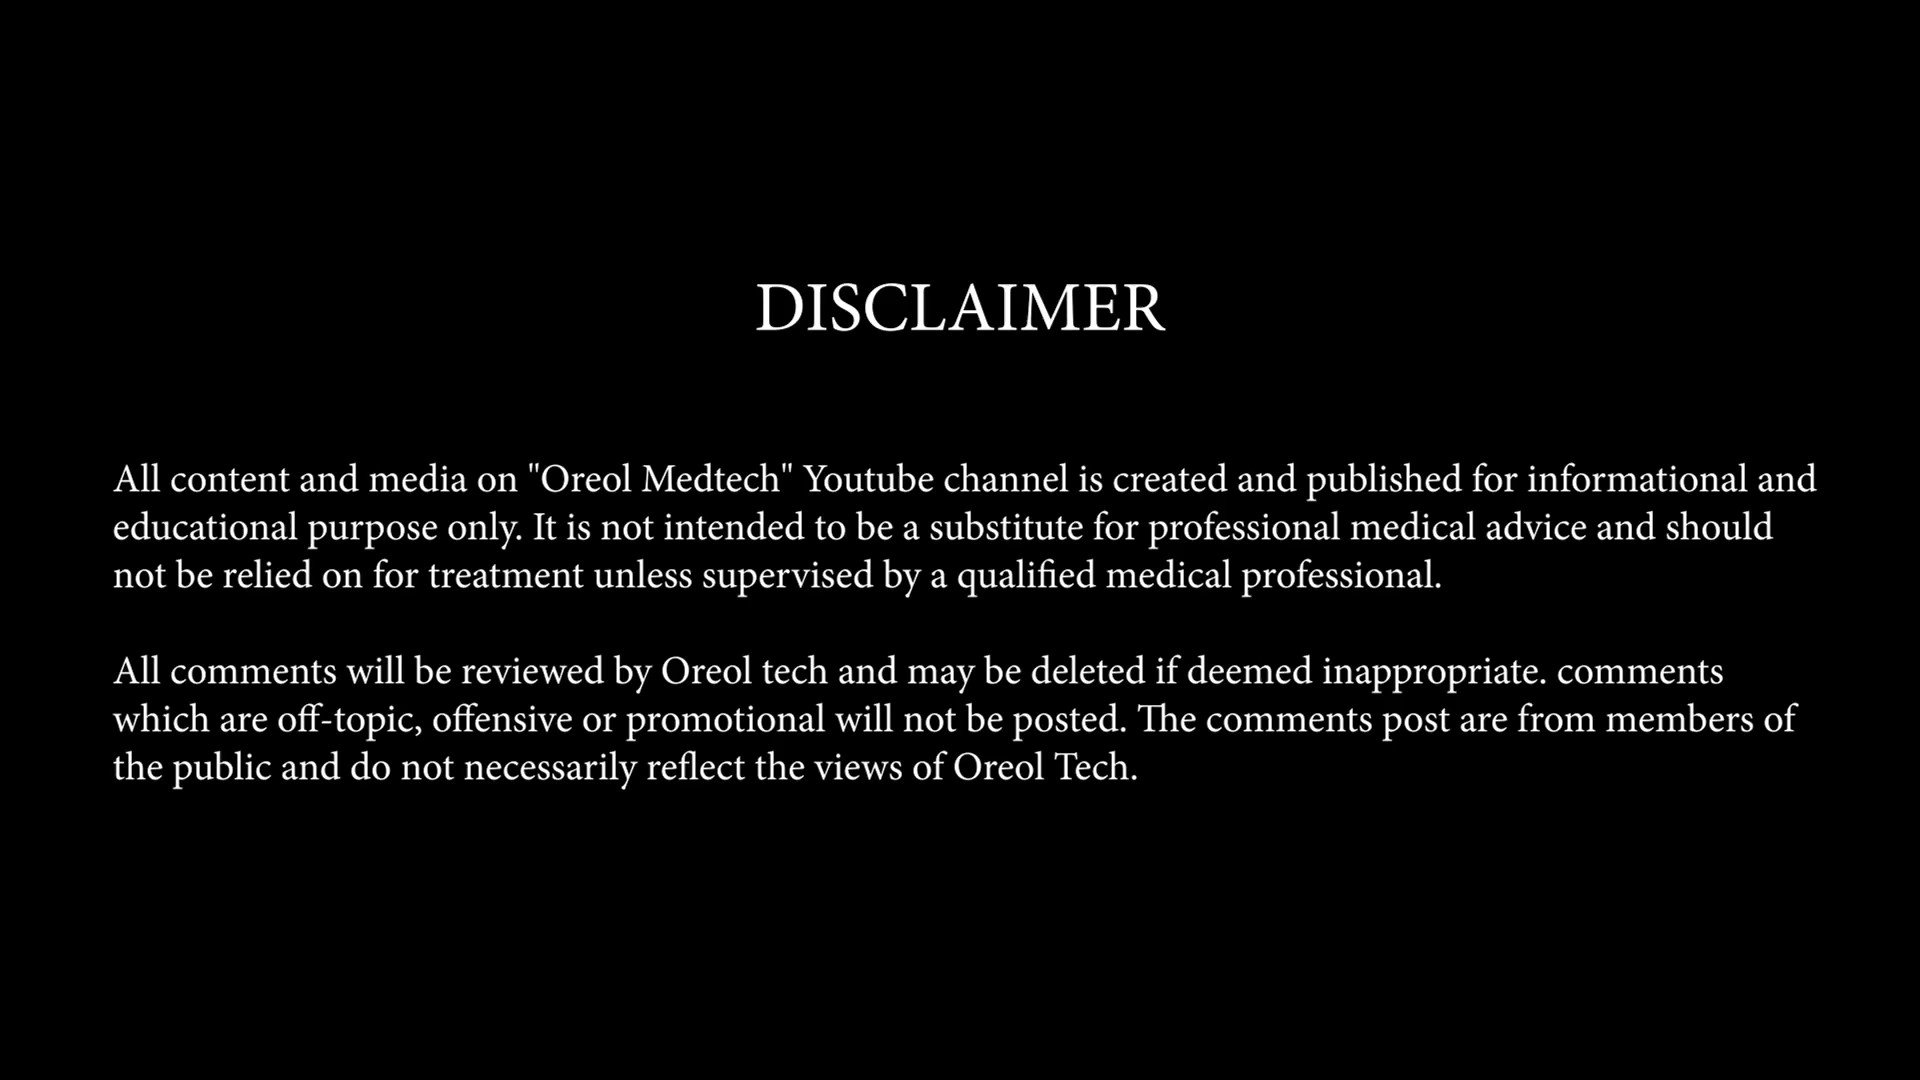 DISCLAIMER
All content and media on "Oreol Medtech" Youtube channel is created and published for informational and
educational purpose only. It is not intended to be a substitute for professional medical advice and should
not be relied on for treatment unless supervised by a qualified medical professional.
All comments will be reviewed by Oreol tech and may be deleted if deemed inappropriate. comments
which are off-topic, offensive or promotional will not be posted. The comments post are from members of
the public and do not necessarily reflect the views of Oreol Tech.